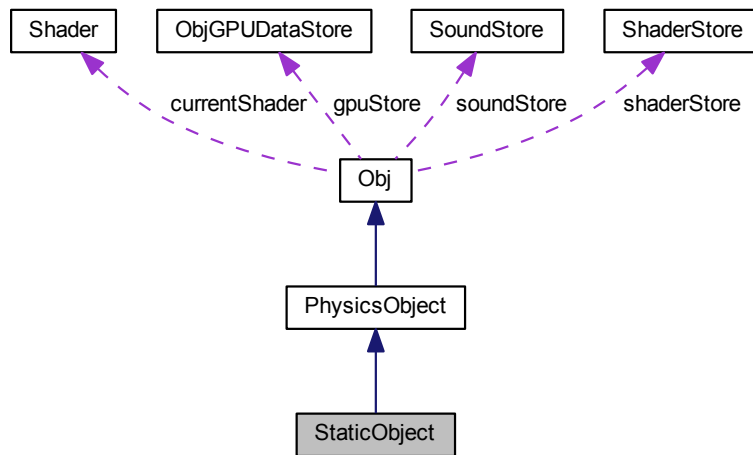 Shader
ObjGPUDataStore
SoundStore
ShaderStore
currentShader
gpuStore
soundStore
shaderStore
Obj
PhysicsObject
StaticObject